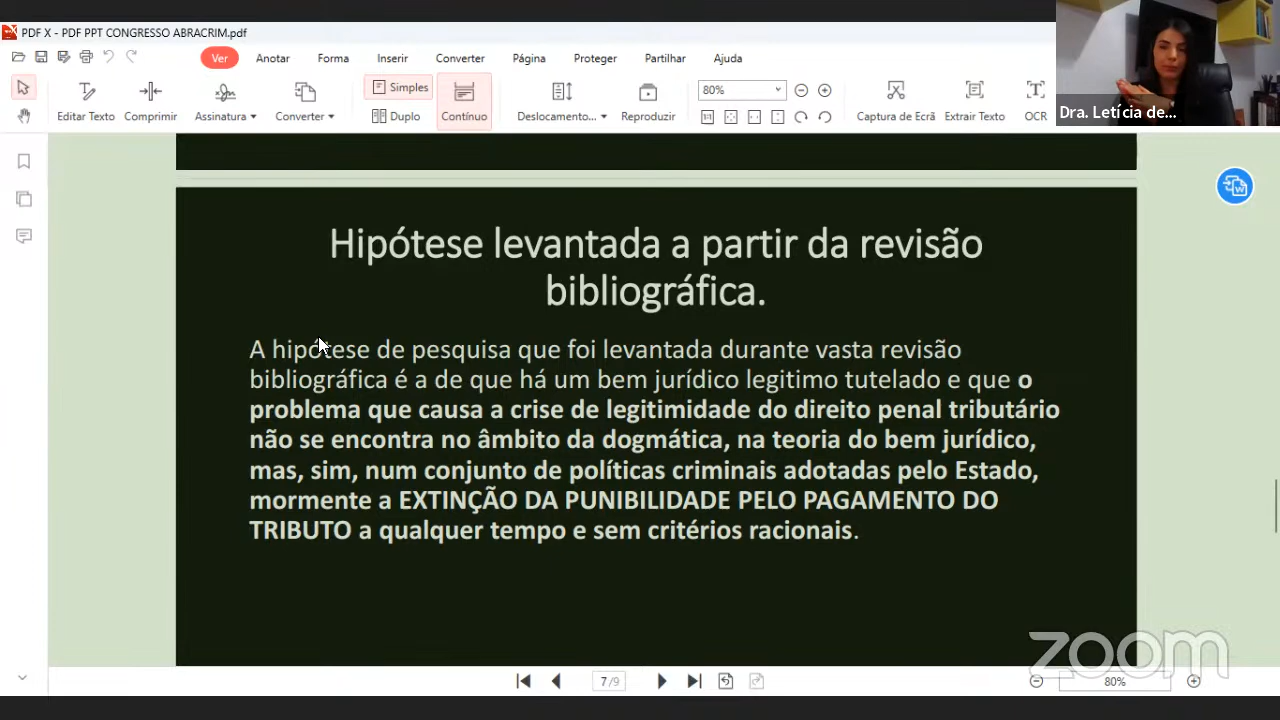 PDF X - PDF PPT CONGRESSO ABRACRIM.pdf
Ver Anotar Forma Inserir Converter Página Proteger Partilhar Ajuda
Editar Texto Comprimir Assinatura Converter
Simples
Duplo
Contínuo
Deslocamento... Reproduzir
80%
Captura de Ecrã Extrair Texto OCR
Dra. Letícia de...
Hipótese levantada a partir da revisão
bibliográfica.
A hipótese de pesquisa que foi levantada durante vasta revisão
bibliográfica é a de que há um bem jurídico legitimo tutelado e que o
problema que causa a crise de legitimidade do direito penal tributário
não se encontra no âmbito da dogmática, na teoria do bem jurídico,
mas, sim, num conjunto de políticas criminais adotadas pelo Estado,
mormente a EXTINÇÃO DA PUNIBILIDADE PELO PAGAMENTO DO
TRIBUTO a qualquer tempo e sem critérios racionais.
zoom
7/9
80%